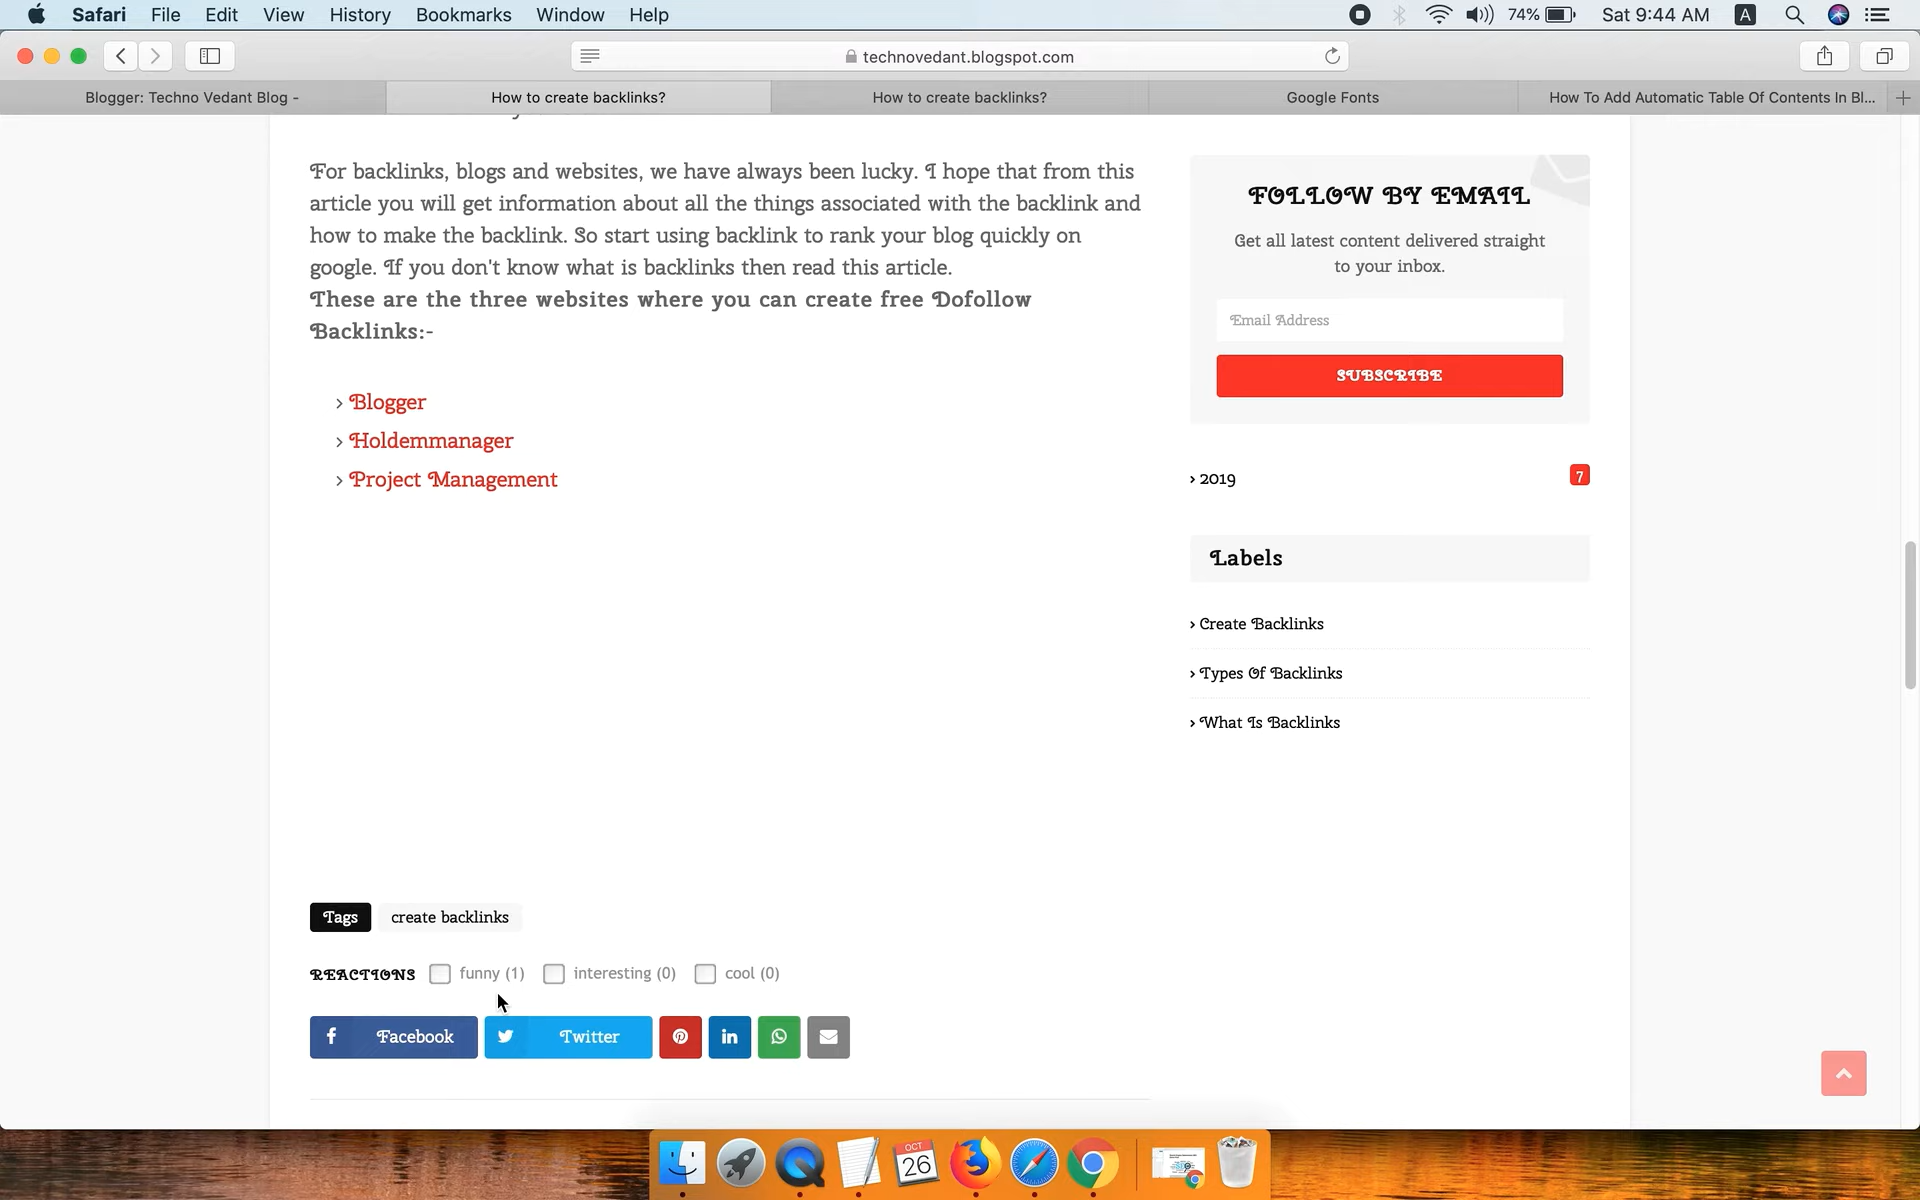 Safari File Edit View History Bookmarks Window Help 74% Sat 9:44 AM A
technovedant.blogspot.com
Blogger: Techno Vedant Blog - How to create backlinks? How to create backlinks? Google Fonts How To Add Automatic Table Of Contents In Bl...
For backlinks, blogs and websites, we have always been lucky. I hope that from this
article you will get information about all the things associated with the backlink and
how to make the backlink. So start using backlink to rank your blog quickly on
google. If you don't know what is backlinks then read this article.
These are the three websites where you can create free Dofollow
Backlinks:-
› Blogger
› Holdemmanager
› Project Management
Tags create backlinks
REACTIONS funny (1) interesting (0) cool (0)
Facebook Twitter
FOLLOW BY EMAIL
Get all latest content delivered straight
to your inbox.
Email Address
SUBSCRIBE
› 2019 7
Labels
› Create Backlinks
› Types Of Backlinks
› What Is Backlinks
OCT
26